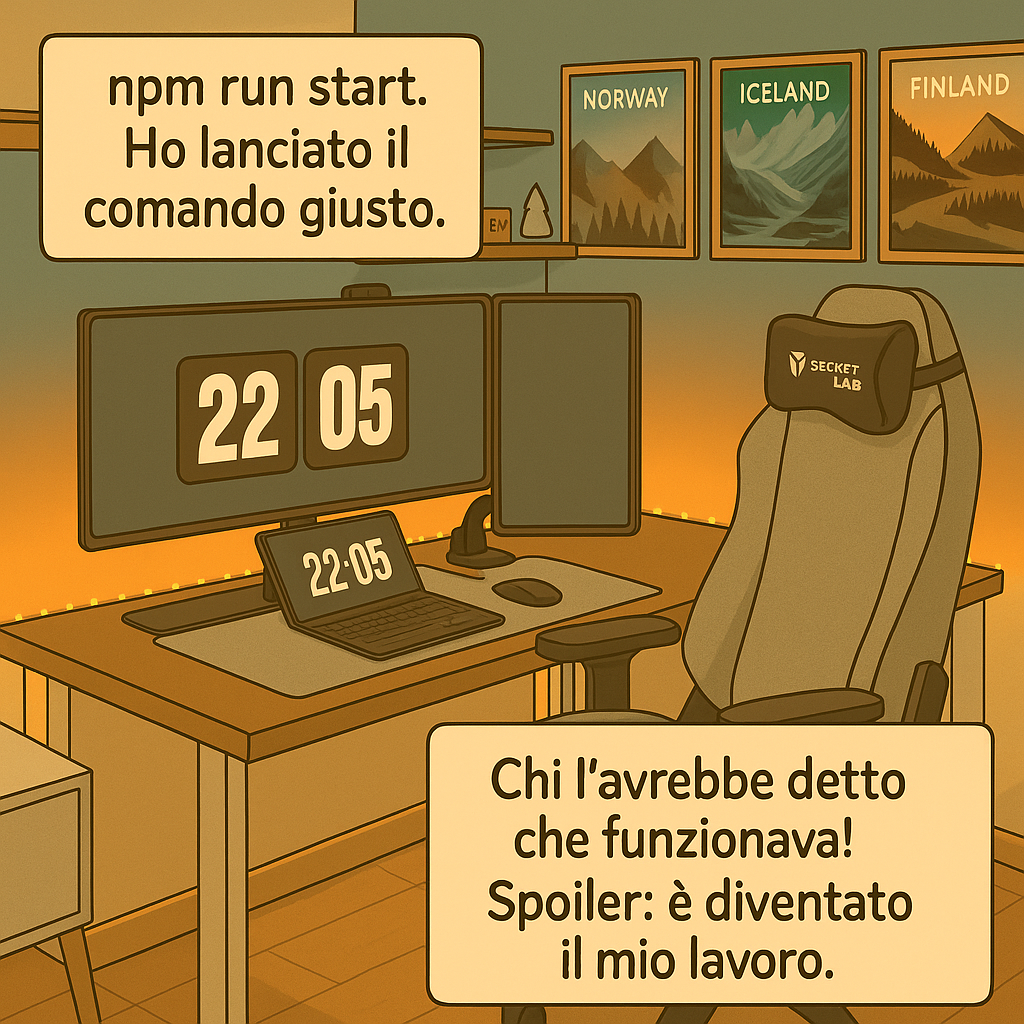 npm run start.
Ho lanciato il
comando giusto.
NORWAY
ICELAND
FINLAND
EM
22 05
SECKET
LAB
22:05
Chi l'avrebbe detto
che funzionava!
Spoiler: è diventato
il mio lavoro.